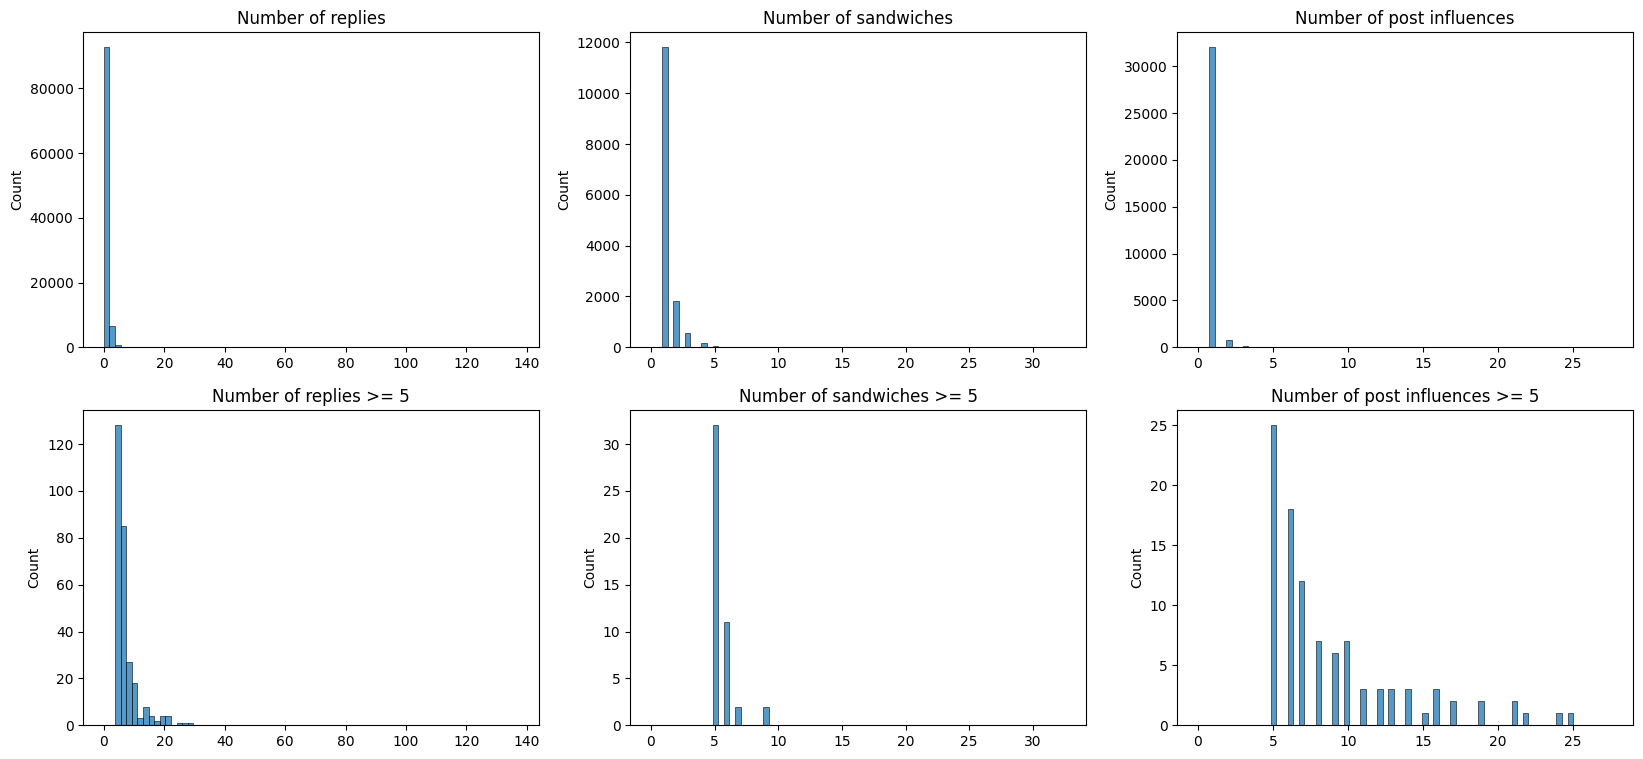 Number of replies
Number of sandwiches
Number of post influences
Count
80000
60000
40000
20000
0
0 20 40 60 80 100 120 140
Count
12000
10000
8000
6000
4000
2000
0
0 5 10 15 20 25 30
Count
30000
25000
20000
15000
10000
5000
0
0 5 10 15 20 25
Number of replies >= 5
Number of sandwiches >= 5
Number of post influences >= 5
Count
120
100
80
60
40
20
0
0 20 40 60 80 100 120 140
Count
30
25
20
15
10
5
0
0 5 10 15 20 25 30
Count
25
20
15
10
5
0
0 5 10 15 20 25